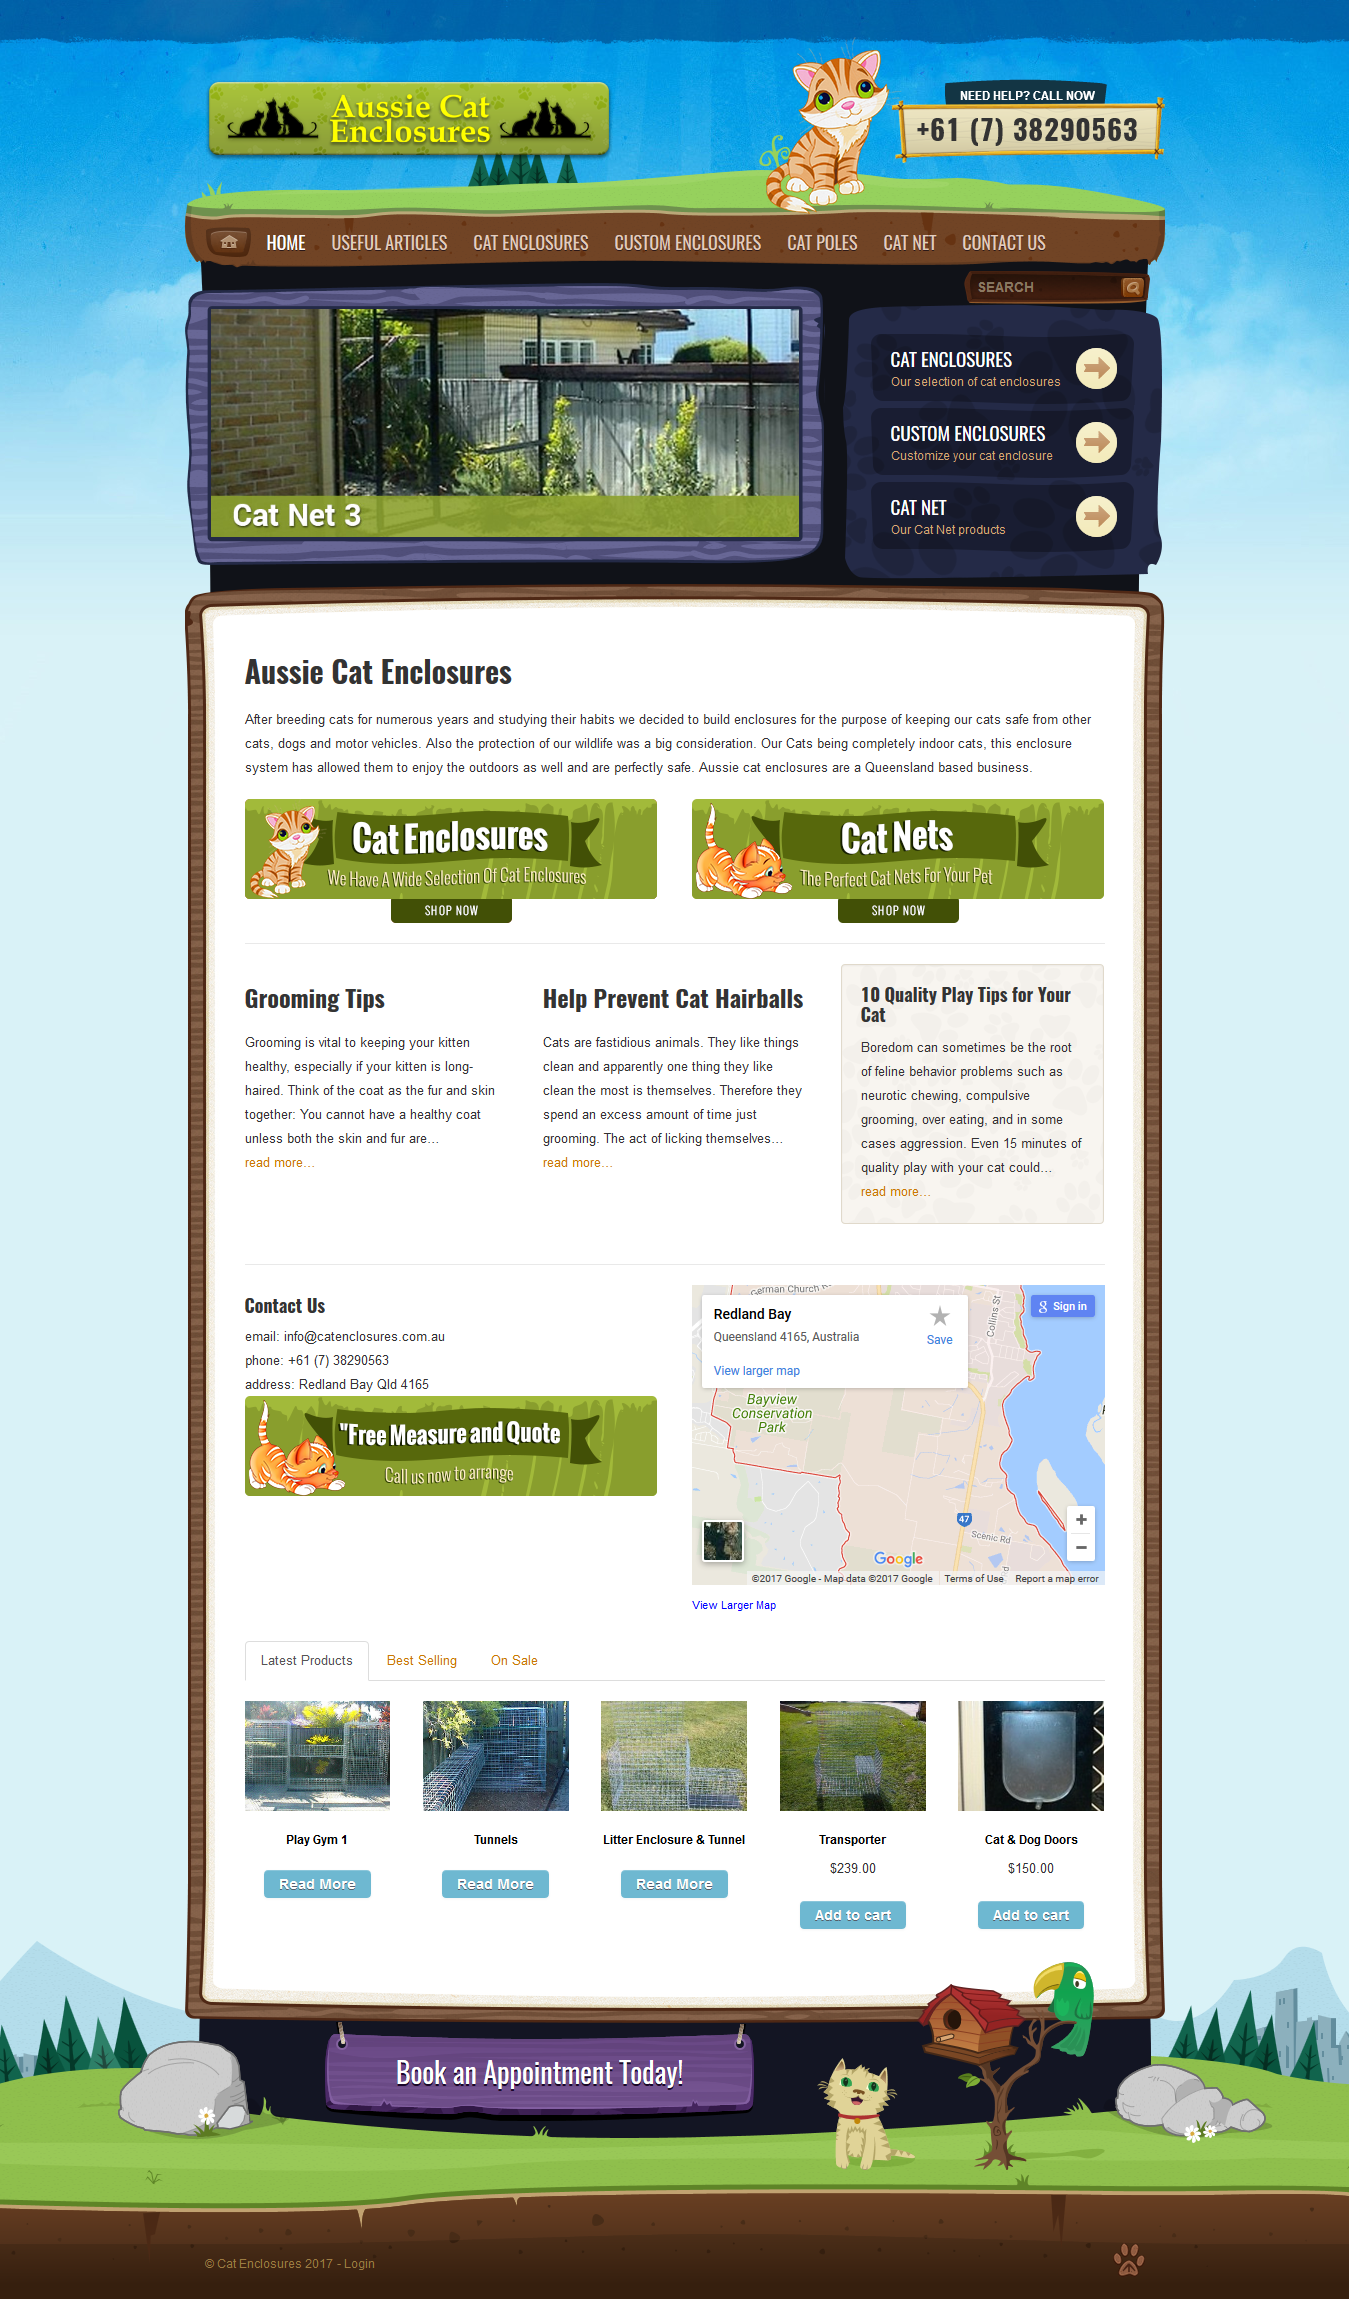 Aussie Cat
Enclosures
NEED HELP? CALL NOW
+61 (7) 38290563
HOME
USEFUL ARTICLES
CAT ENCLOSURES
CUSTOM ENCLOSURES
CAT POLES
CAT NET
CONTACT US
SEARCH
Cat Net 3
CAT ENCLOSURES
Our selection of cat enclosures
CUSTOM ENCLOSURES
Customize your cat enclosure
CAT NET
Our Cat Net products
Aussie Cat Enclosures
After breeding cats for numerous years and studying their habits we decided to build enclosures for the purpose of keeping our cats safe from other
cats, dogs and motor vehicles. Also the protection of our wildlife was a big consideration. Our Cats being completely indoor cats, this enclosure
system has allowed them to enjoy the outdoors as well and are perfectly safe. Aussie cat enclosures are a Queensland based business.
Cat Enclosures
We Have A Wide Selection Of Cat Enclosures
SHOP NOW
Cat Nets
The Perfect Cat Nets For Your Pet
SHOP NOW
Grooming Tips
Grooming is vital to keeping your kitten
healthy, especially if your kitten is long-
haired. Think of the coat as the fur and skin
together: You cannot have a healthy coat
unless both the skin and fur are...
read more...
Help Prevent Cat Hairballs
Cats are fastidious animals. They like things
clean and apparently one thing they like
clean the most is themselves. Therefore they
spend an excess amount of time just
grooming. The act of licking themselves...
read more...
10 Quality Play Tips for Your
Cat
Boredom can sometimes be the root
of feline behavior problems such as
neurotic chewing, compulsive
grooming, over eating, and in some
cases aggression. Even 15 minutes of
quality play with your cat could...
read more...
Contact Us
email: info@catenclosures.com.au
phone: +61 (7) 38290563
address: Redland Bay Qld 4165
"Free Measure and Quote
Call us now to arrange
German Church
Redland Bay
Queensland 4165, Australia
Save
View larger map
Collins St
Sign in
Bayview
Conservation
Park
47
Scenic Rd
Google
©2017 Google - Map data ©2017 Google
Terms of Use
Report a map error
View Larger Map
Latest Products
Best Selling
On Sale
Play Gym 1
Read More
Tunnels
Read More
Litter Enclosure & Tunnel
Read More
Transporter
$239.00
Add to cart
Cat & Dog Doors
$150.00
Add to cart
Book an Appointment Today!
© Cat Enclosures 2017 - Login